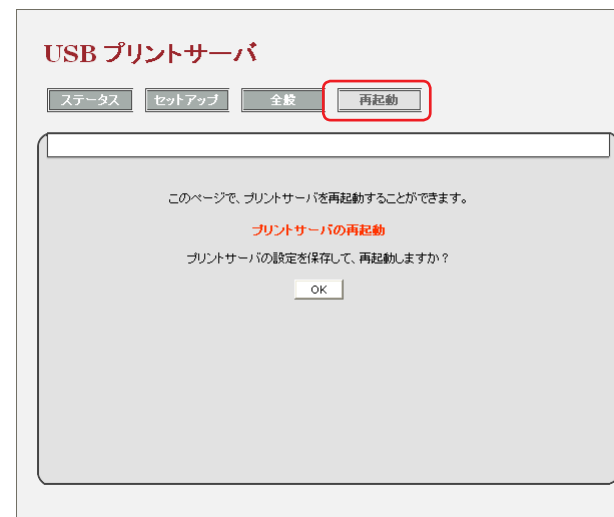 USB プリントサーバ
ステータス セットアップ 全般 再起動
このページで、プリントサーバを再起動することができます。
プリントサーバの再起動
プリントサーバの設定を保存して、再起動しますか？
OK